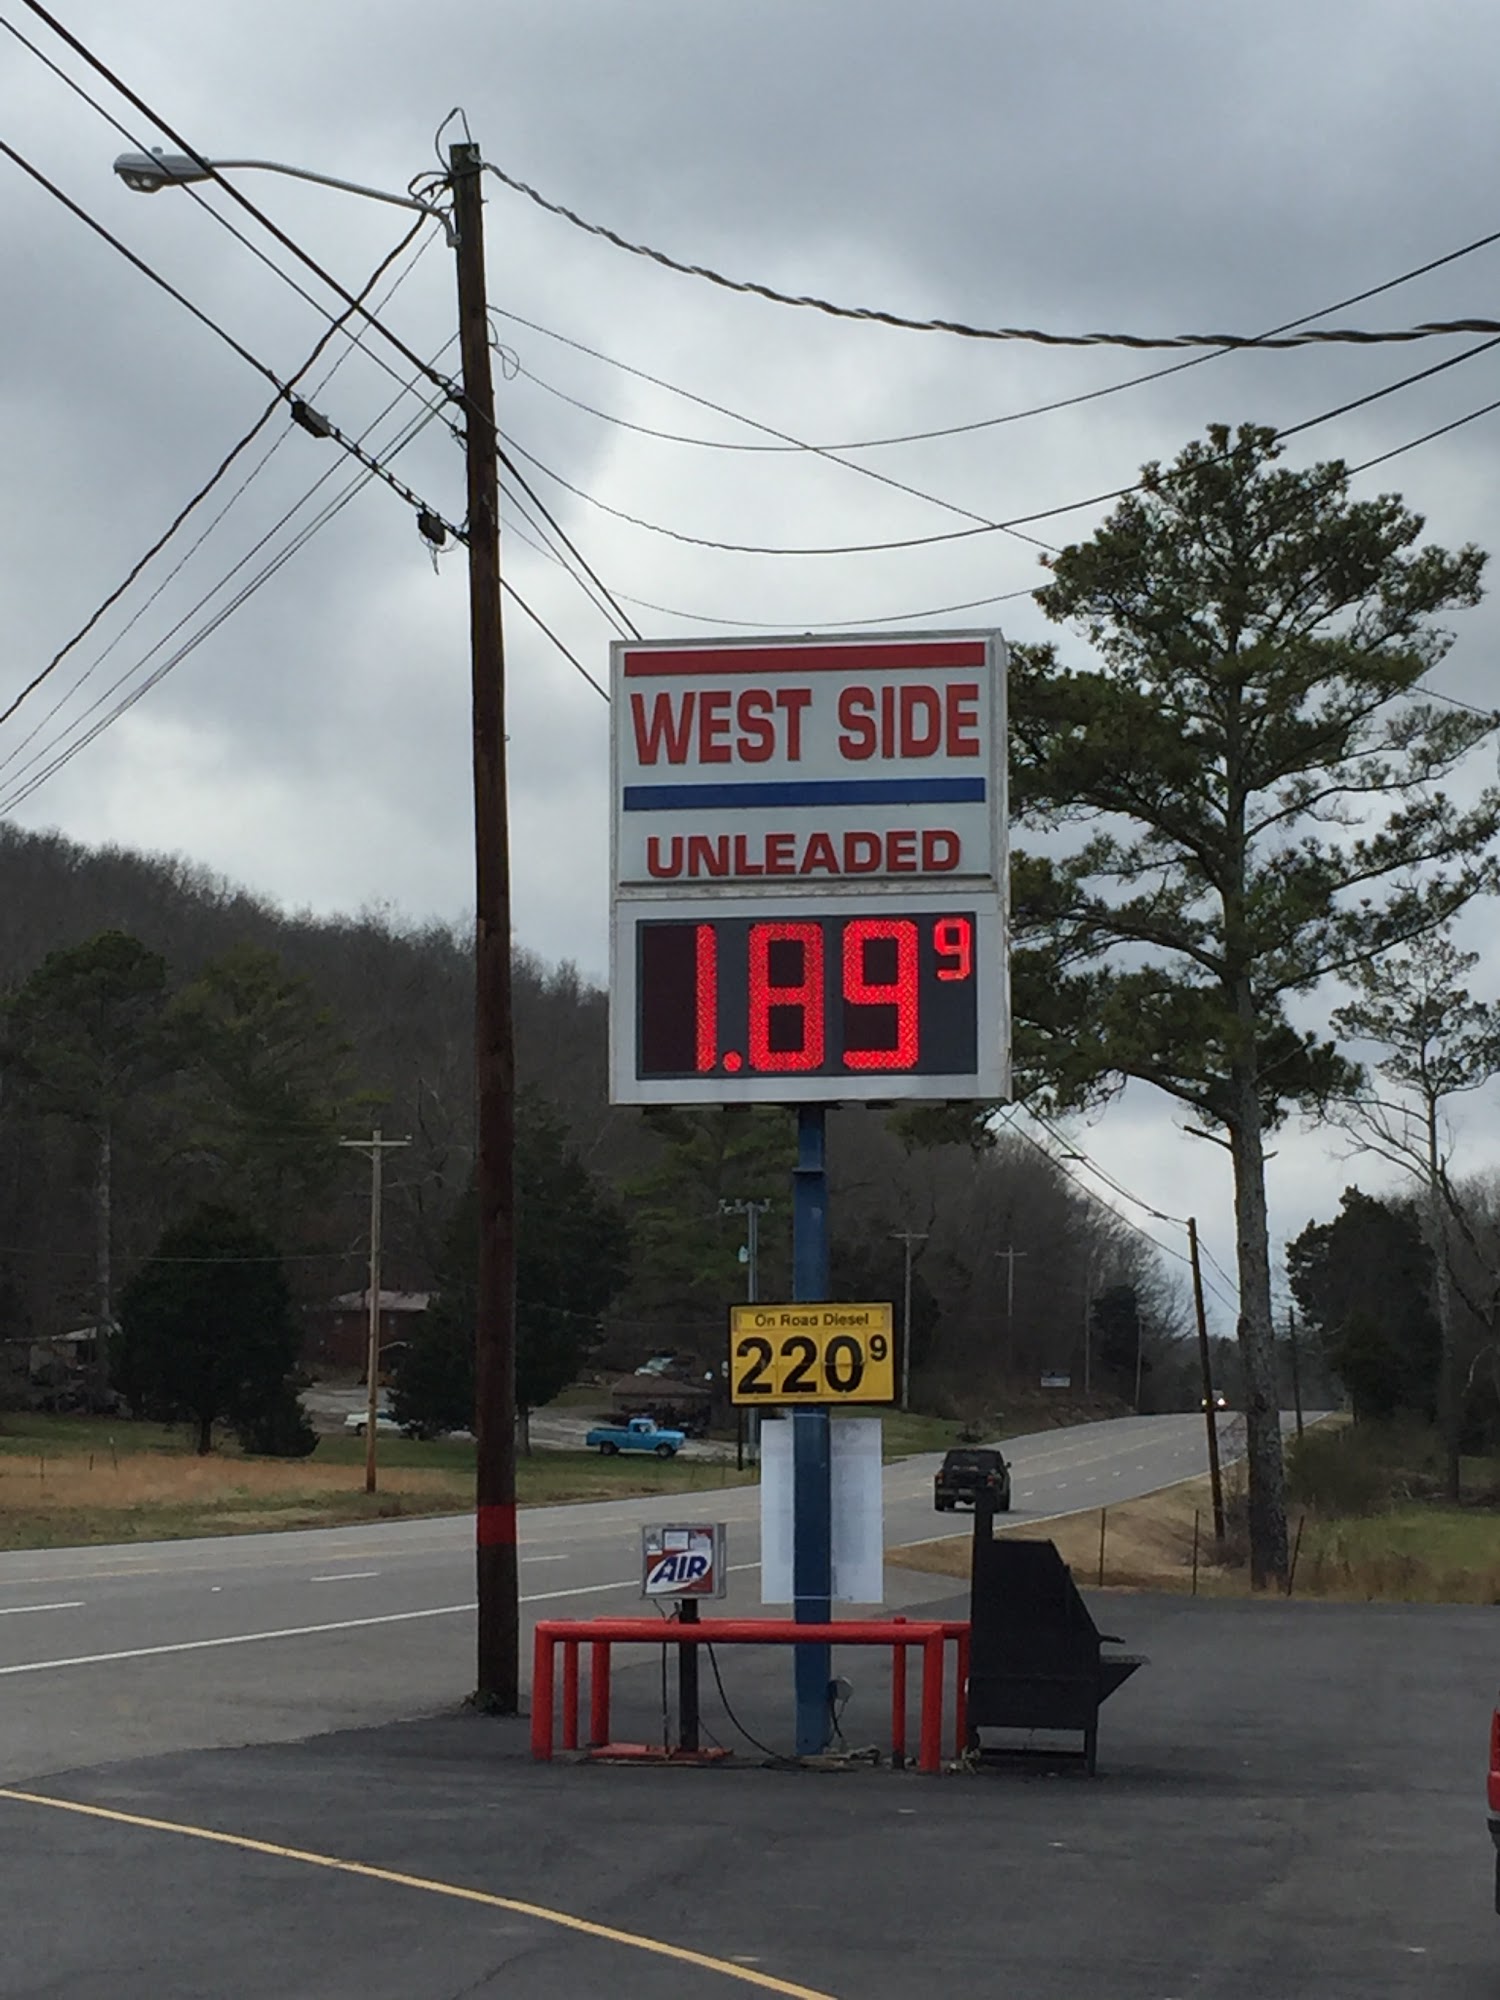 WEST SIDE
UNLEADED
1.89 9
On Road Diesel
220 9
AIR